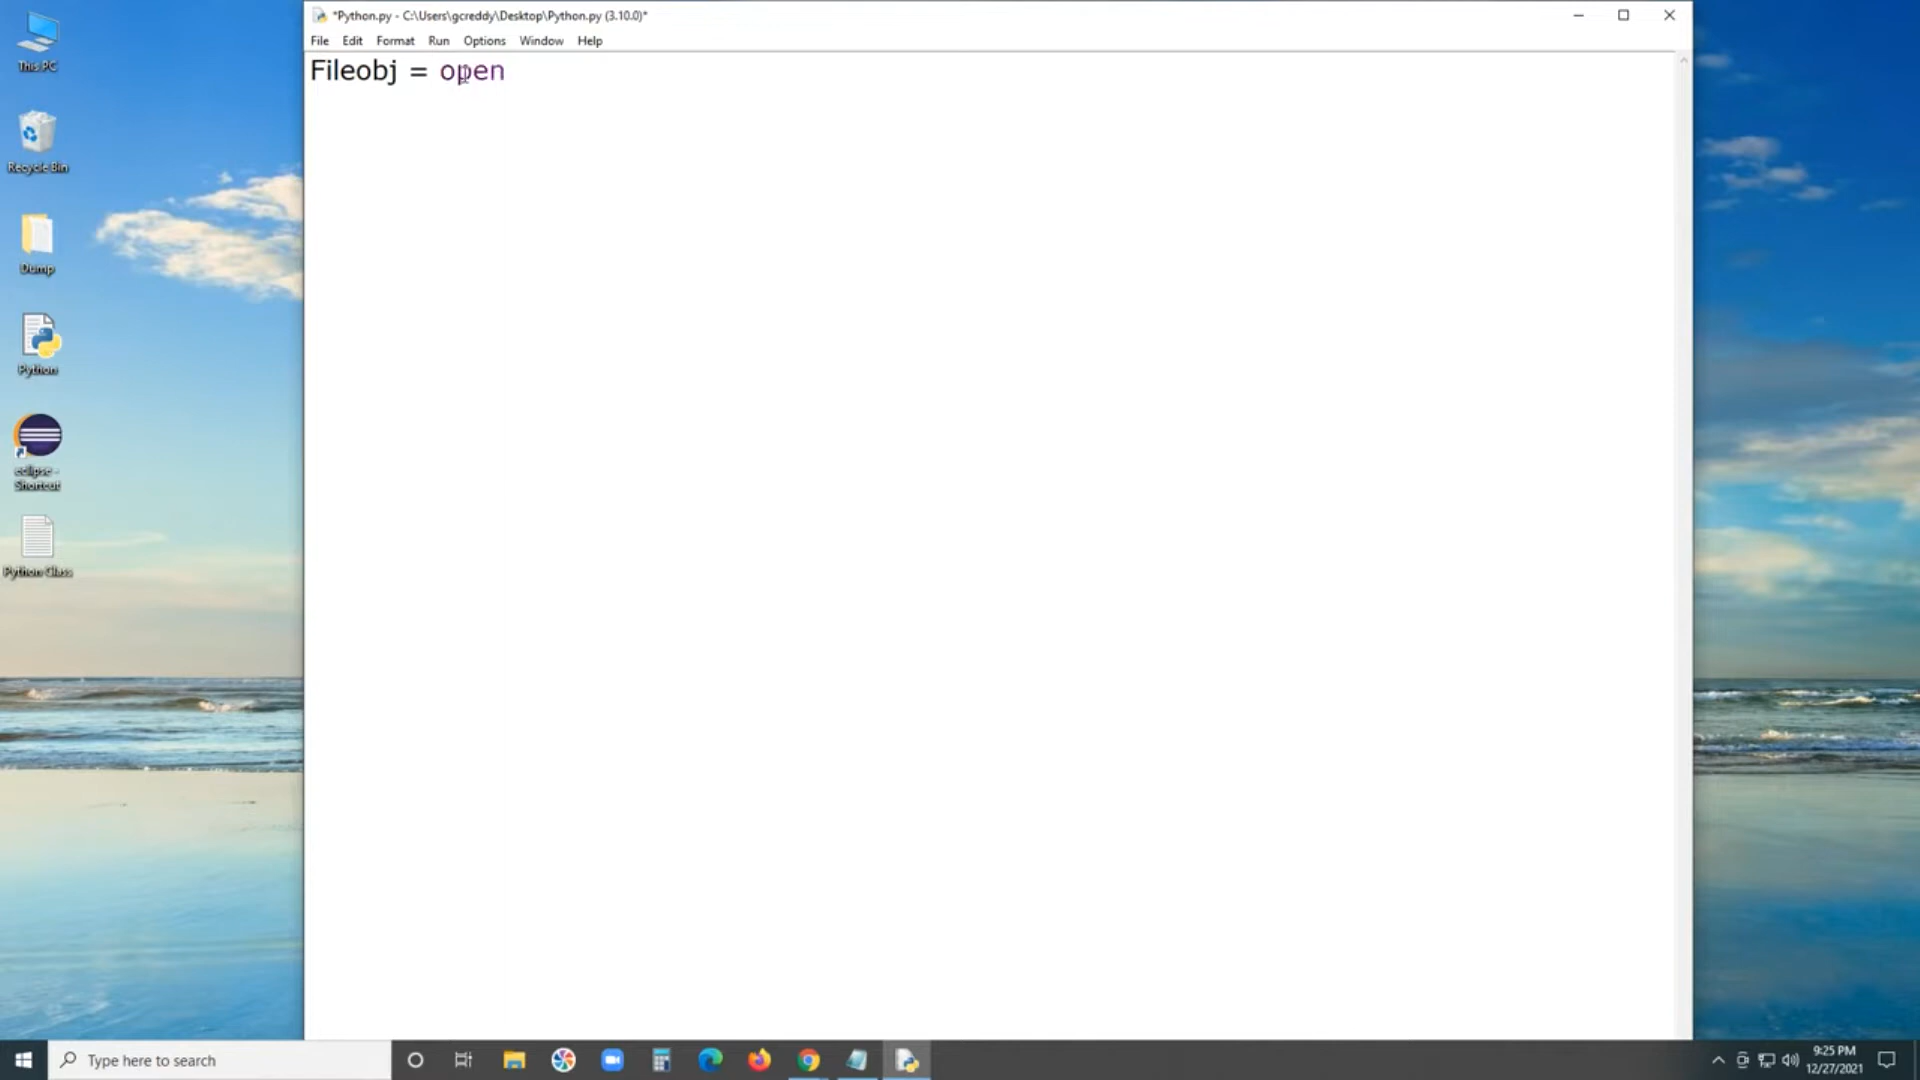 *Python.py - C:\Users\gcreddy\Desktop\Python.py (3.10.0)*
File Edit Format Run Options Window Help
Fileobj = open
This PC
Recycle Bin
Dump
Python
eclipse -
Shortcut
Python Class
Type here to search
9:25 PM
12/27/2021